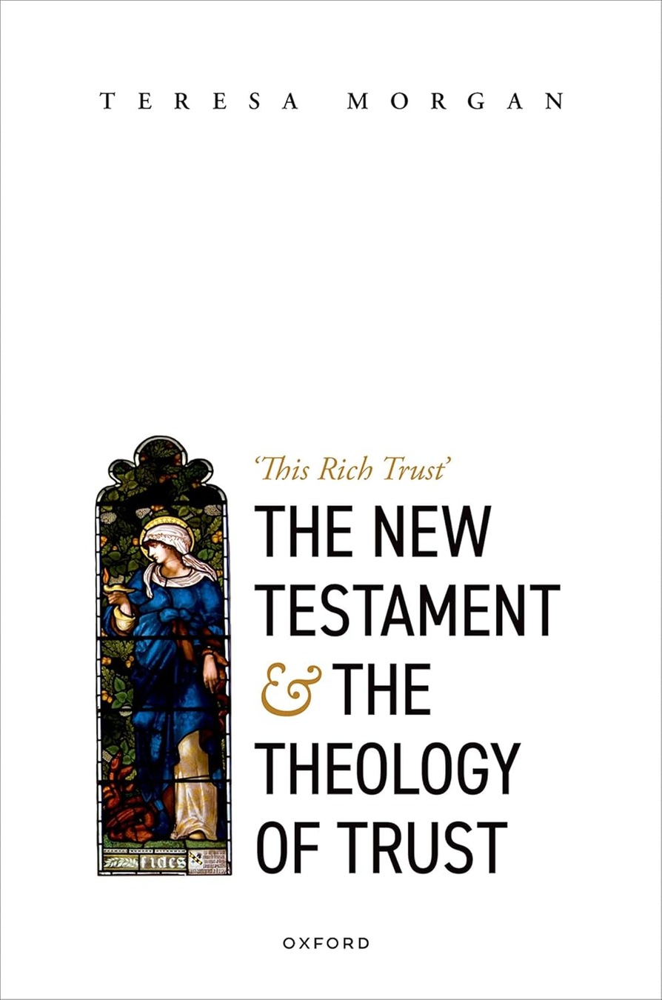 TERESA MORGAN
‘This Rich Trust’
THE NEW
TESTAMENT
& THE
THEOLOGY
OF TRUST
fides
OXFORD